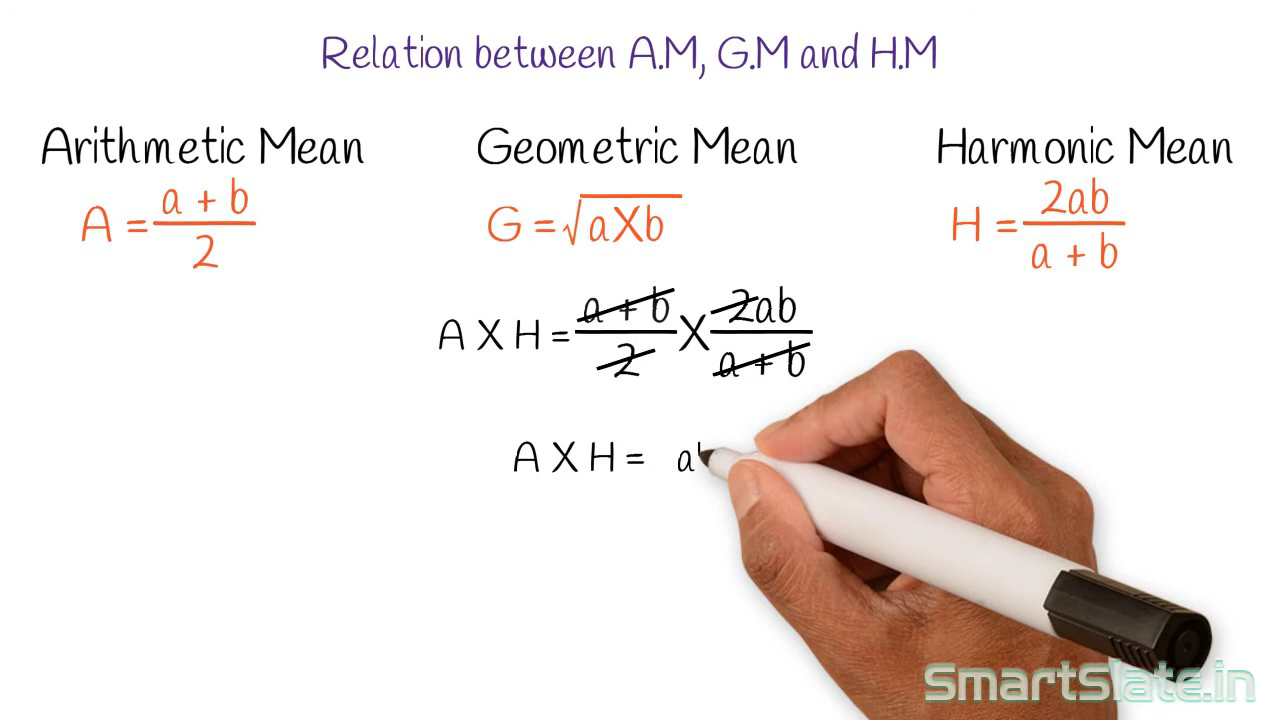 Relation between A.M, G.M and H.M
Arithmetic Mean
A = a + b / 2
Geometric Mean
G = √aXb
Harmonic Mean
H = 2ab / a + b
A X H = a + b / 2 X 2ab / a + b
A X H = a
SmartSlate.in